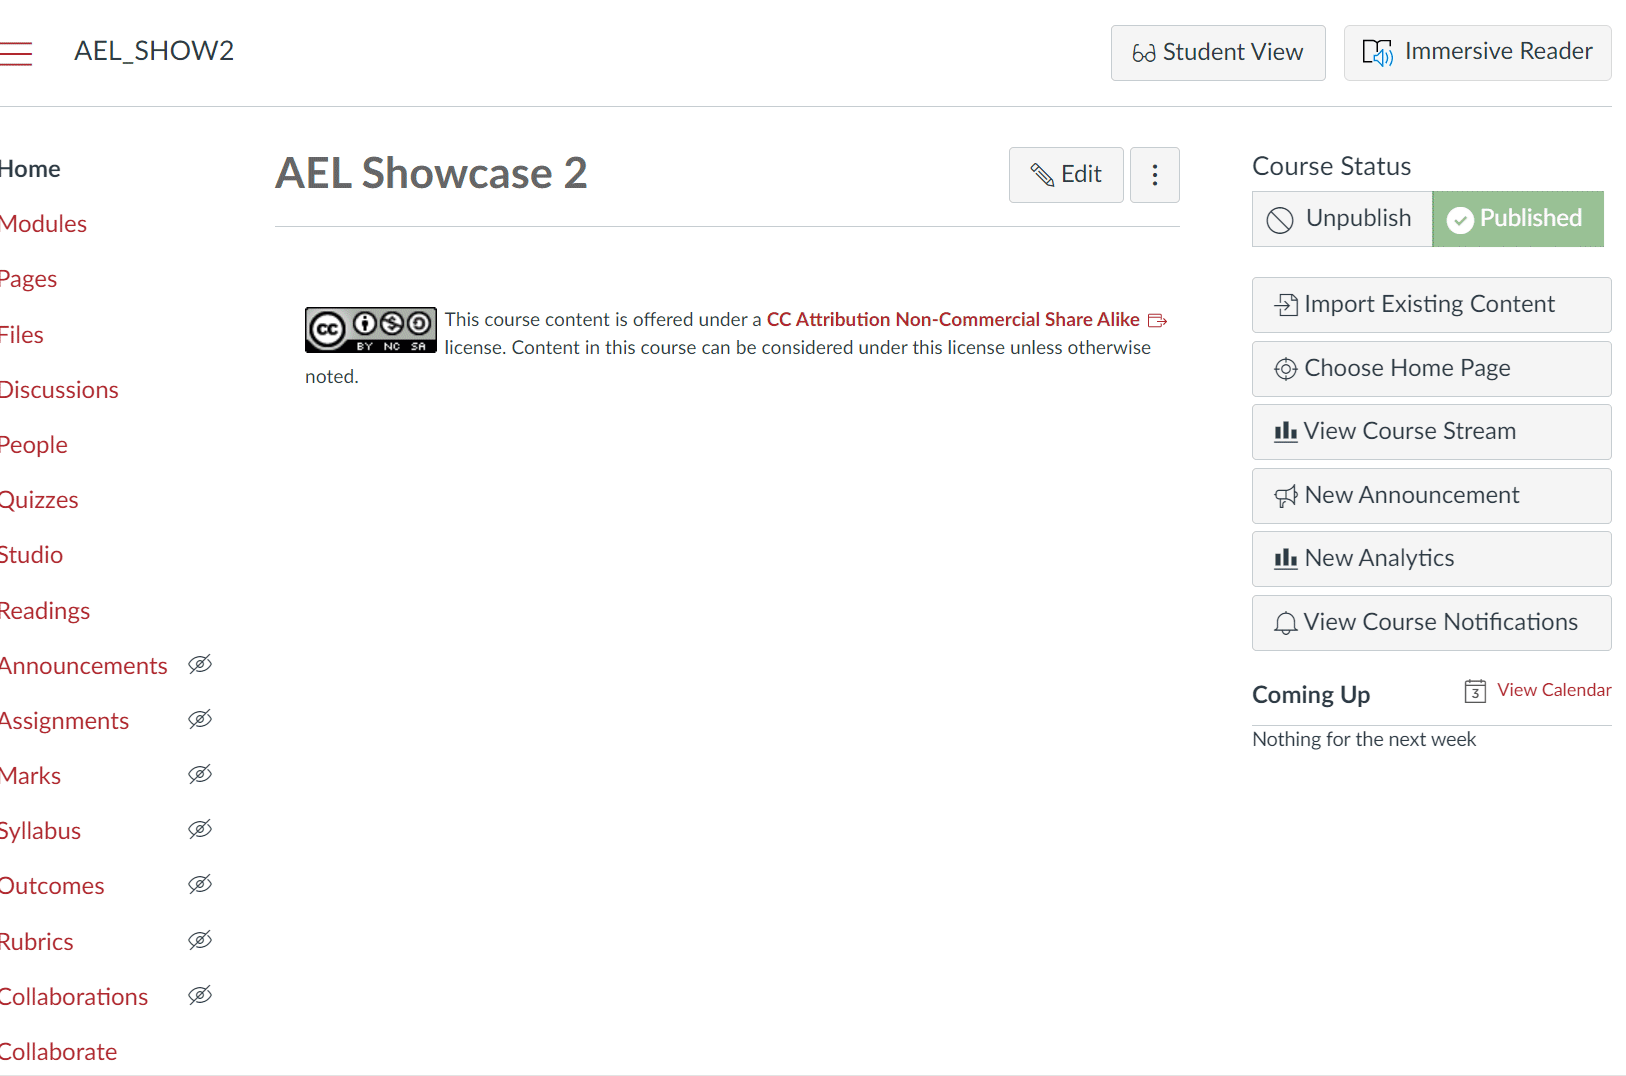 AEL_SHOW2
Student View
Immersive Reader
Home
Modules
Pages
Files
Discussions
People
Quizzes
Studio
Readings
Announcements
Assignments
Marks
Syllabus
Outcomes
Rubrics
Collaborations
Collaborate
AEL Showcase 2
Edit
cc
BY NC SA
This course content is offered under a CC Attribution Non-Commercial Share Alike
license. Content in this course can be considered under this license unless otherwise
noted.
Course Status
Unpublish
Published
Import Existing Content
Choose Home Page
View Course Stream
New Announcement
New Analytics
View Course Notifications
Coming Up
3
View Calendar
Nothing for the next week